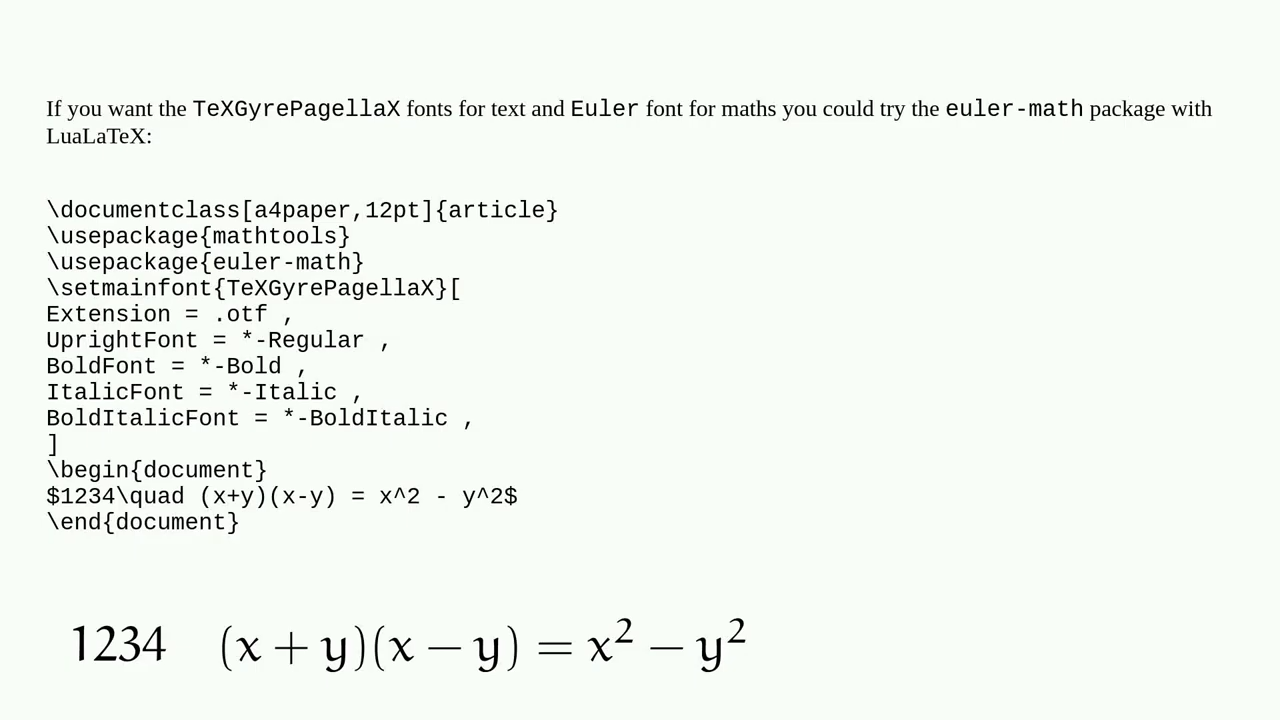 If you want the TeXGyrePagellaX fonts for text and Euler font for maths you could try the euler-math package with
LuaLaTeX:
\documentclass[a4paper,12pt]{article}
\usepackage{mathtools}
\usepackage{euler-math}
\setmainfont{TeXGyrePagellaX}[
Extension = .otf ,
UprightFont = *-Regular ,
BoldFont = *-Bold ,
ItalicFont = *-Italic ,
BoldItalicFont = *-BoldItalic ,
]
\begin{document}
$1234\quad (x+y)(x-y) = x^2 - y^2$
\end{document}
1234 (x + y)(x − y) = x² − y²